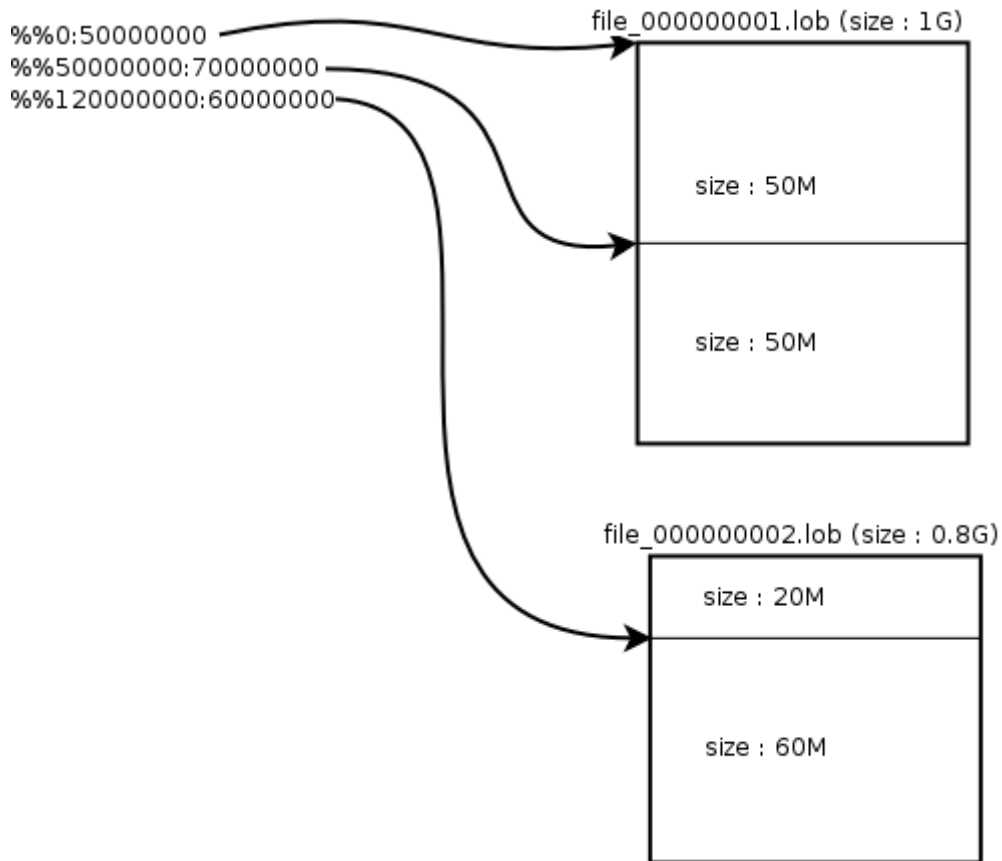 %%0:50000000
%%50000000:70000000
%%120000000:60000000
file_000000001.lob (size : 1G)
size : 50M
size : 50M
file_000000002.lob (size : 0.8G)
size : 20M
size : 60M